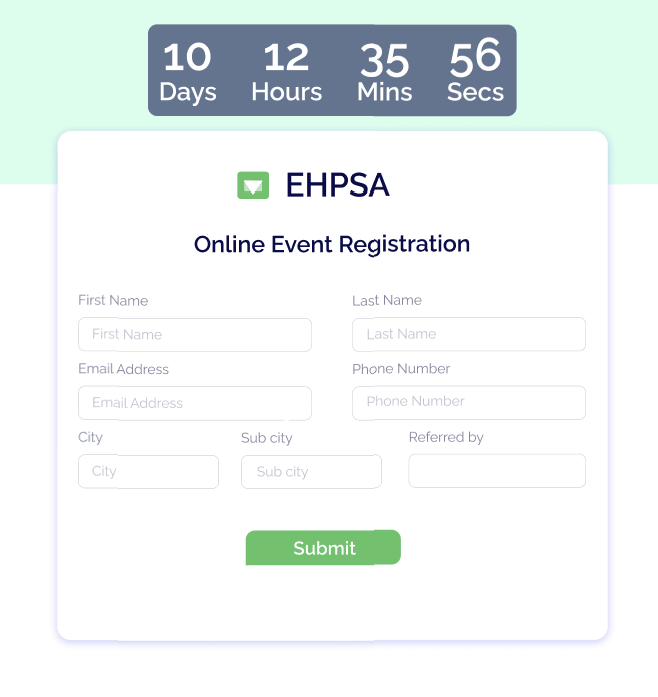 10 12 35 56
Days Hours Mins Secs
EHPSA
Online Event Registration
First Name Last Name
First Name Last Name
Email Address Phone Number
Email Address Phone Number
City Sub city Referred by
City Sub city
Submit